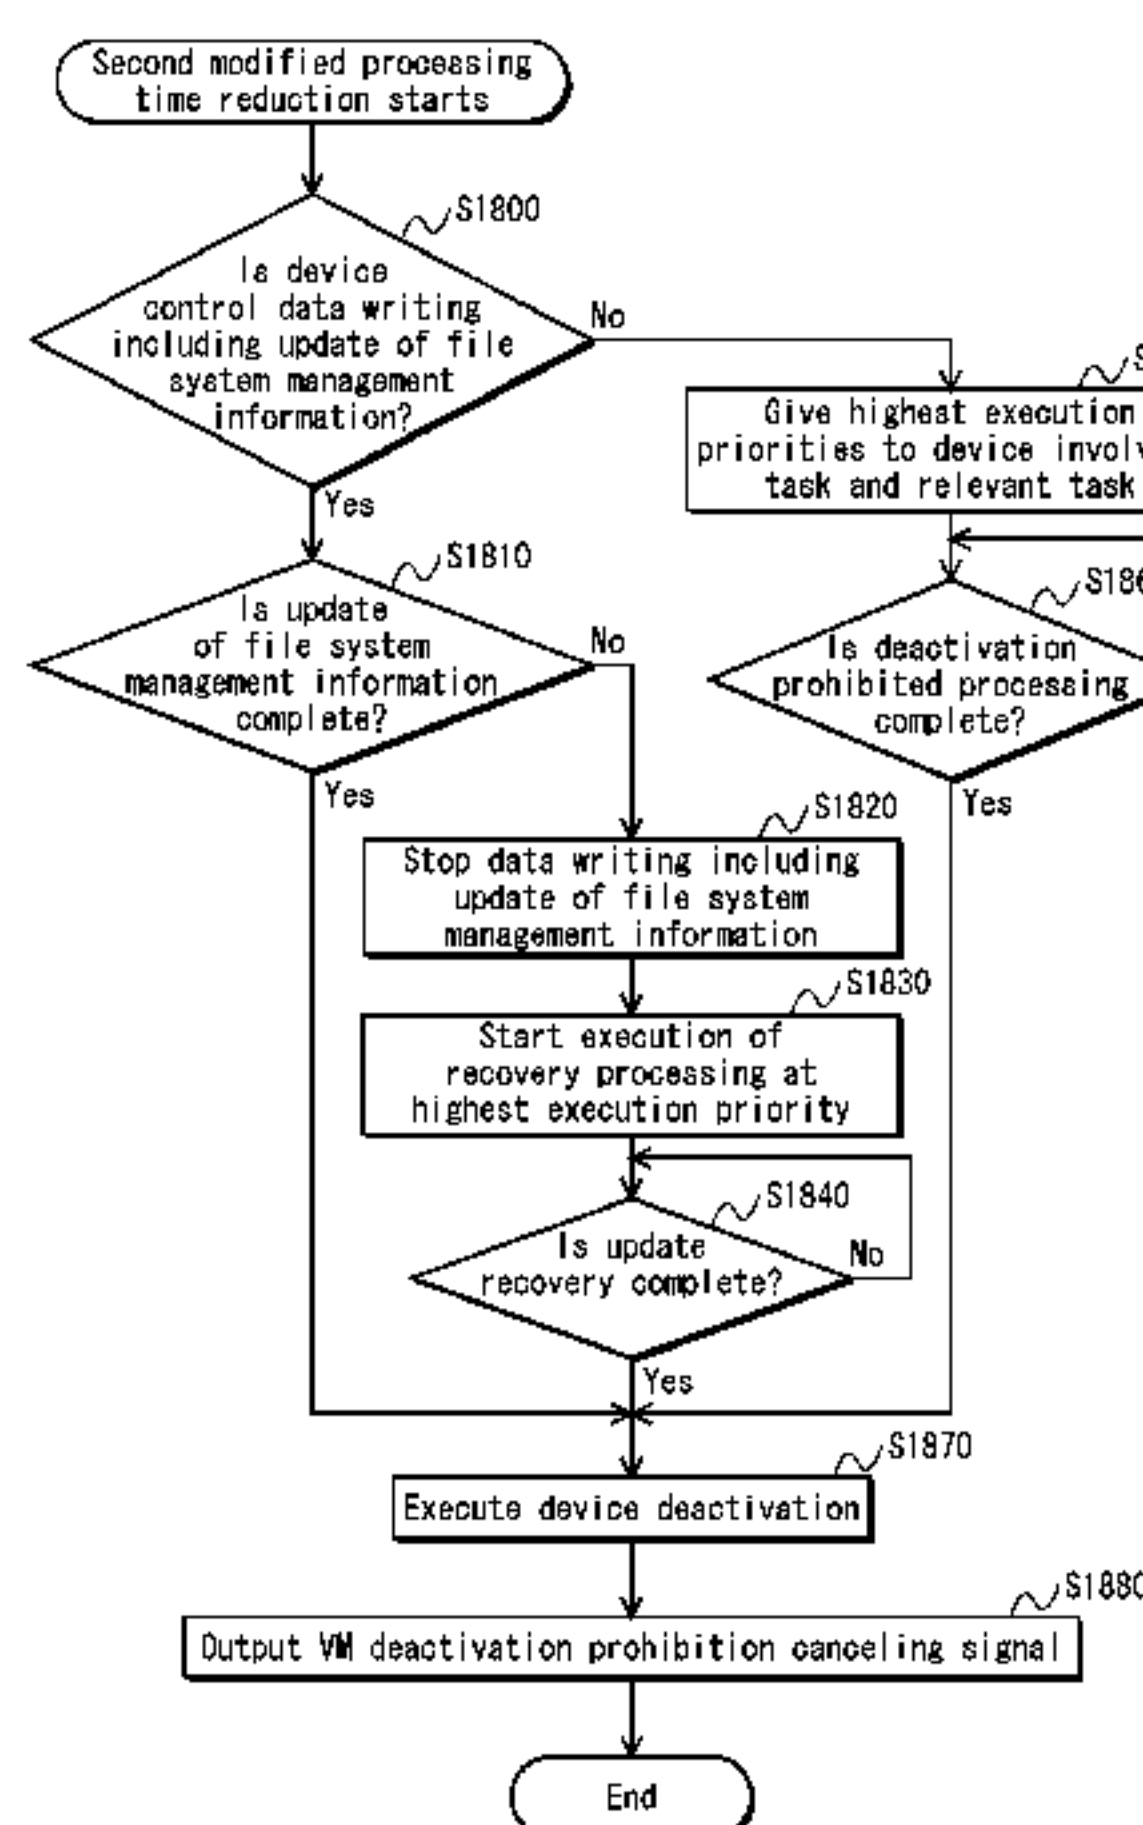 Second modified processing
time reduction starts
S1800
Is device
control data writing
including update of file
system management
information?
No
Yes
Give highest execution
priorities to device
task and relevant task
S1810
Is update
of file system
management information
complete?
No
Yes
Is deactivation
prohibited processing
complete?
Yes
S1820
Stop data writing including
update of file system
management information
S1830
Start execution of
recovery processing at
highest execution priority
S1840
Is update
recovery complete?
No
Yes
S1870
Execute device deactivation
S1880
Output VM deactivation prohibition canceling signal
End